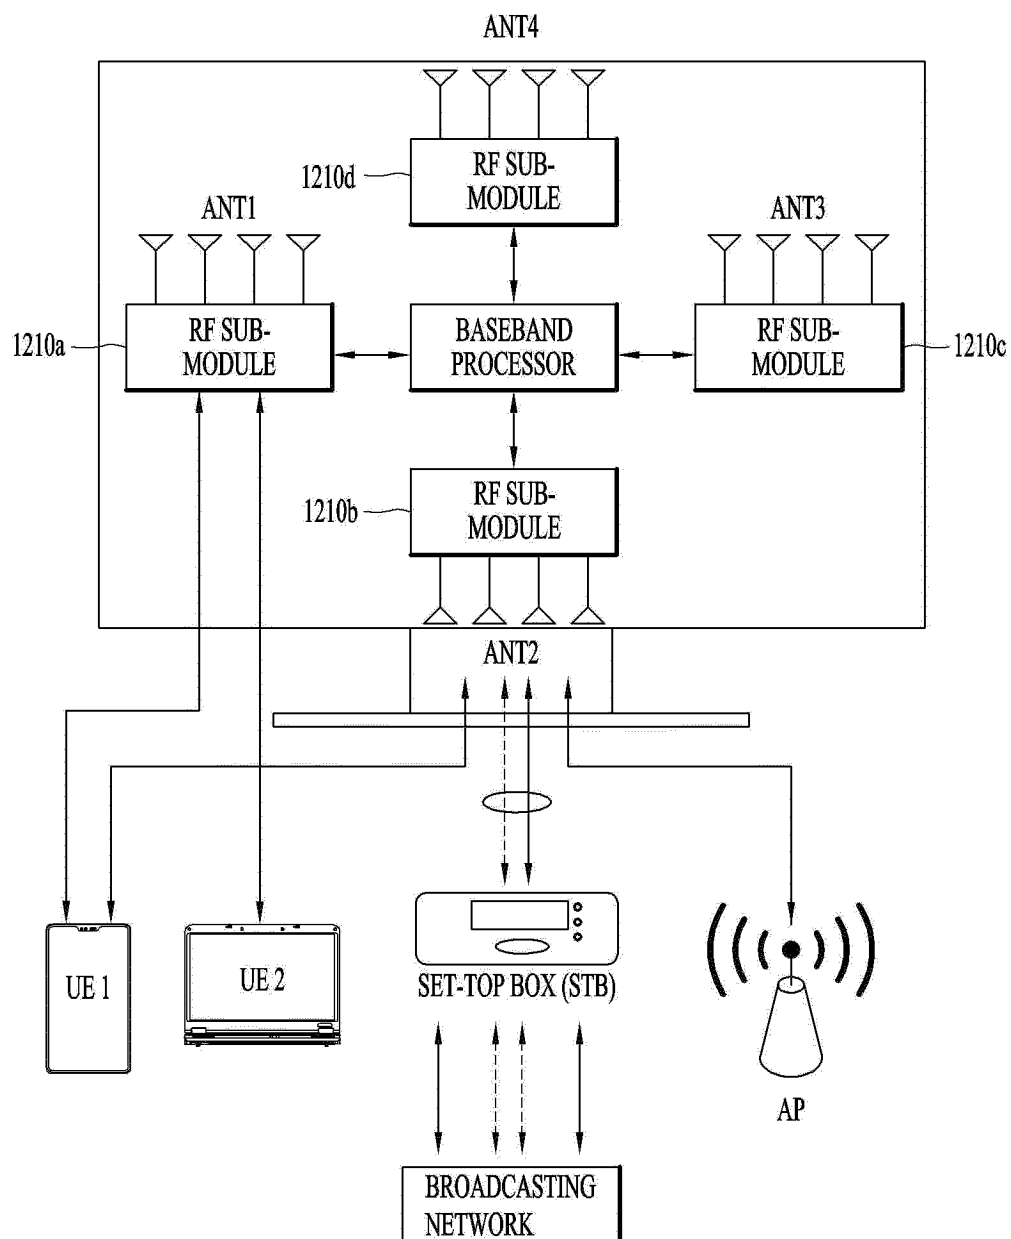 ANT4
RF SUB-
MODULE
1210d
ANT1
ANT3
RF SUB-
MODULE
1210a
BASEBAND
PROCESSOR
RF SUB-
MODULE
1210c
RF SUB-
MODULE
1210b
ANT2
UE 1
UE 2
SET-TOP BOX (STB)
AP
BROADCASTING
NETWORK